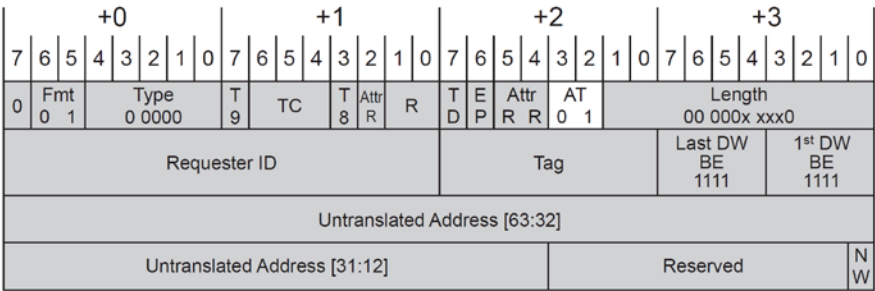 +0 +1 +2 +3
7 6 5 4 3 2 1 0 7 6 5 4 3 2 1 0 7 6 5 4 3 2 1 0 7 6 5 4 3 2 1 0
0 Fmt Type T TC T Attr R T E Attr AT Length
0 1 0 0000 9 8 R D P R R 0 1 00 000x xxx0
Requester ID Tag Last DW 1st DW
BE BE
1111 1111
Untranslated Address [63:32]
Untranslated Address [31:12] Reserved N
W